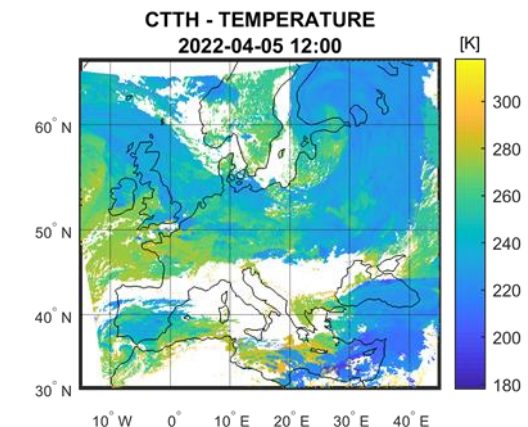 CTTH - TEMPERATURE
2022-04-05 12:00
[K]
300
280
260
240
220
200
180
60° N
50° N
40° N
30° N
10° W 0° 10° E 20° E 30° E 40° E